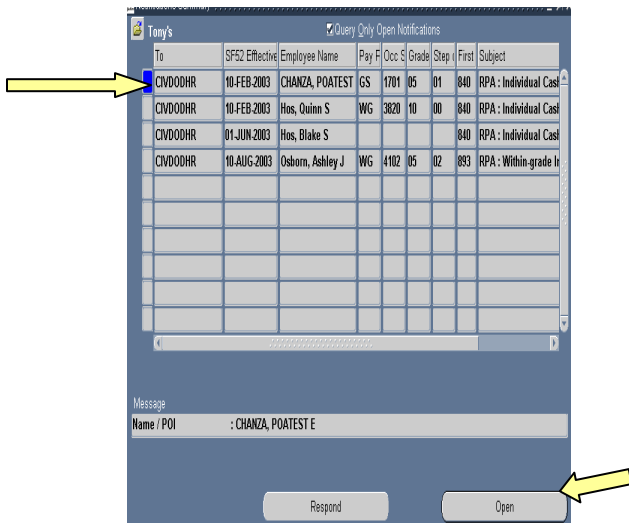 Notifications Summary
Tony's Query Only Open Notifications
To SF52 Effective Employee Name Pay P Occ S Grade Step First Subject
CIVDODHR 10-FEB-2003 CHANZA, POATEST GS 1701 05 01 840 RPA : Individual Cash
CIVDODHR 10-FEB-2003 Hos, Quinn S WG 3820 10 00 840 RPA : Individual Cash
CIVDODHR 01-JUN-2003 Hos, Blake S 840 RPA : Individual Cash
CIVDODHR 10-AUG-2003 Osborn, Ashley J WG 4102 05 02 893 RPA : Within-grade In
Message
Name / POI : CHANZA, POATEST E
Respond Open